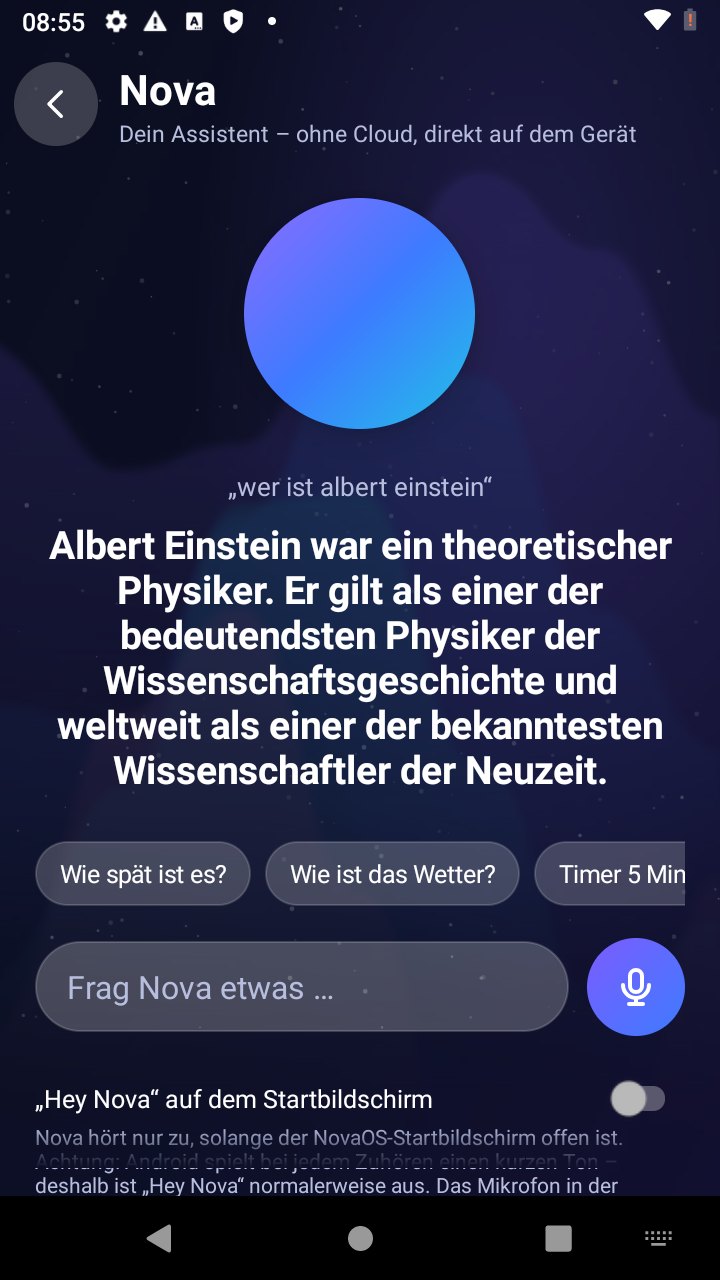 08:55
Nova
Dein Assistent – ohne Cloud, direkt auf dem Gerät
„wer ist albert einstein“
Albert Einstein war ein theoretischer
Physiker. Er gilt als einer der
bedeutendsten Physiker der
Wissenschaftsgeschichte und
weltweit als einer der bekanntesten
Wissenschaftler der Neuzeit.
Wie spät ist es?
Wie ist das Wetter?
Timer 5 Min
Frag Nova etwas …
„Hey Nova“ auf dem Startbildschirm
Nova hört nur zu, solange der NovaOS-Startbildschirm offen ist.
Achtung: Android spielt bei jedem Zuhören einen kurzen Ton –
deshalb ist „Hey Nova“ normalerweise aus. Das Mikrofon in der